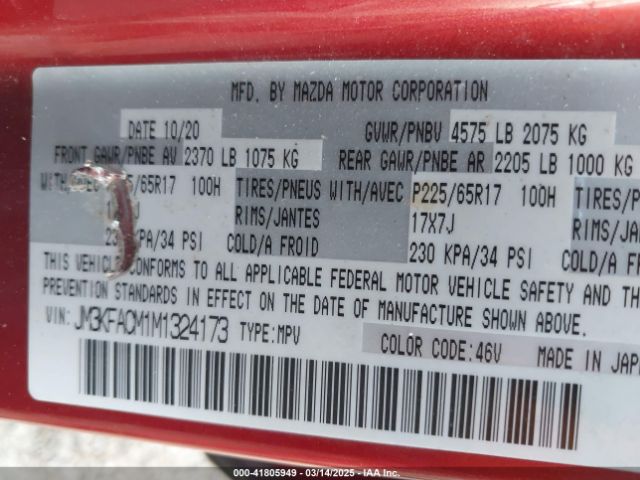 MFD. BY MAZDA MOTOR CORPORATION
DATE 10/20 GVWR/PNBV 4575 LB 2075 KG
FRONT GAWR/PNBE AV 2370 LB 1075 KG REAR GAWR/PNBE AR 2205 LB 1000 KG
5/65R17 100H TIRES/PNEUS WITH/AVEC P225/65R17 100H TIRES/P
J RIMS/JANTES 17X7J RIMS/JA
23 PA/34 PSI COLD/A FROID 230 KPA/34 PSI COLD/A
THIS VEHICLE CONFORMS TO ALL APPLICABLE FEDERAL MOTOR VEHICLE SAFETY AND TH
PREVENTION STANDARDS IN EFFECT ON THE DATE OF MANUFACTURE SHOWN ABOVE.
VIN: JM3KFACM1M1324173 TYPE:MPV
COLOR CODE:46V MADE IN JAP
000-41805949 - 03/14/2025 - IAA Inc.